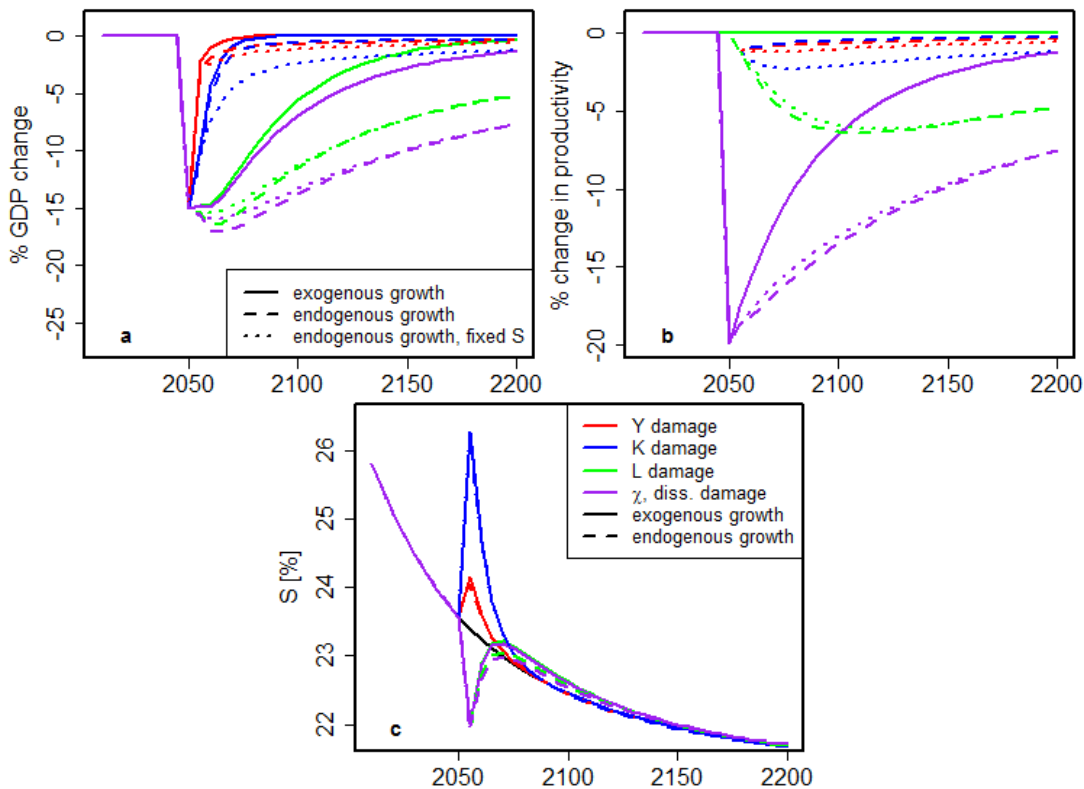 % GDP change
0
-5
-10
-15
-20
-25
exogenous growth
endogenous growth
endogenous growth, fixed S
a
2050
2100
2150
2200
% change in productivity
0
-5
-10
-15
-20
b
2050
2100
2150
2200
S [%]
26
25
24
23
22
Y damage
K damage
L damage
χ, diss. damage
exogenous growth
endogenous growth
c
2050
2100
2150
2200